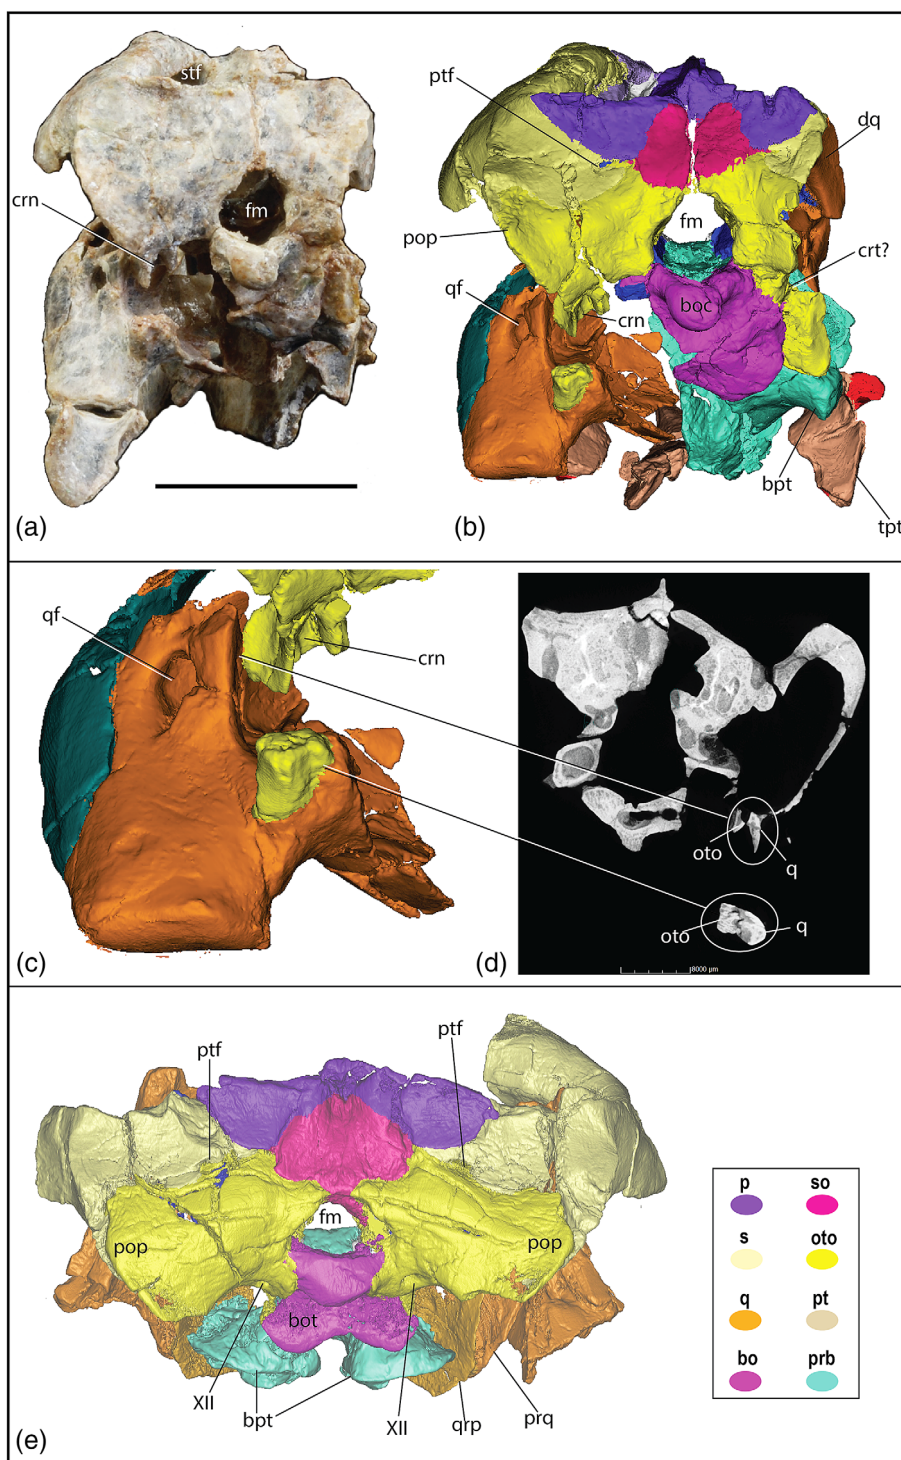 stf
crn
fm
(a)
ptf
dq
fm
pop
crt?
qf
boc
crn
bpt
tpt
(b)
qf
crn
(c)
oto
q
oto
q
8000 µm
(d)
ptf
ptf
fm
pop
pop
bot
XII
bpt
XII
qrp
prq
(e)
p so
s oto
q pt
bo prb